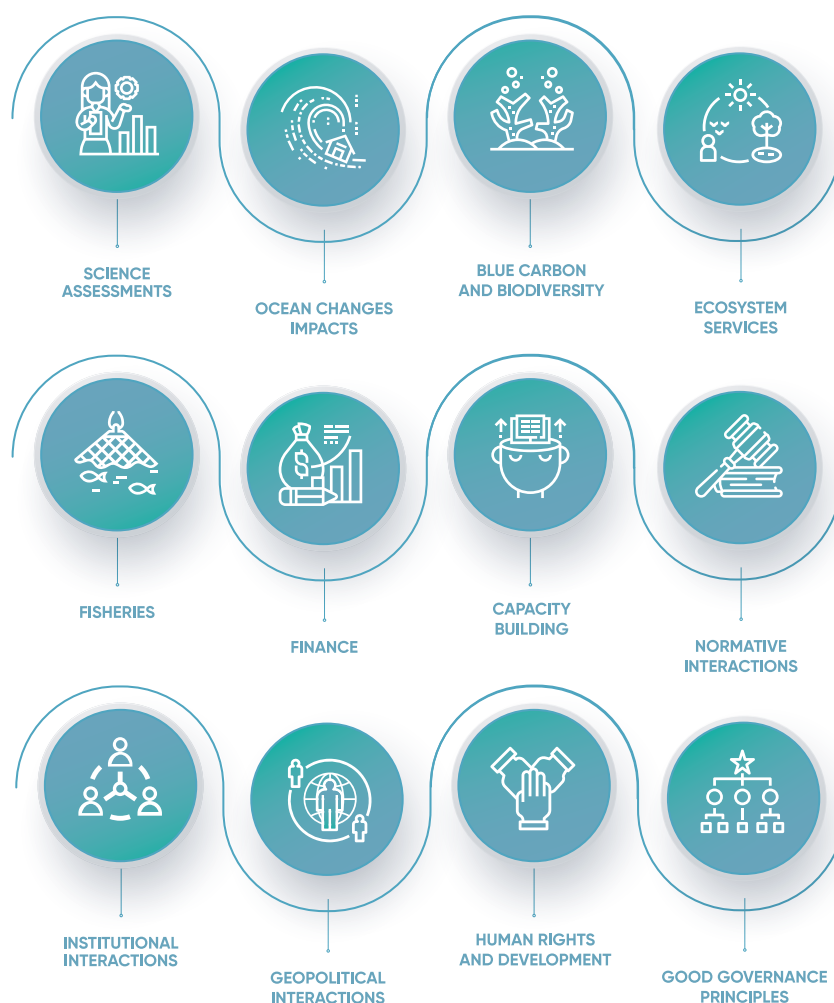 SCIENCE
ASSESSMENTS
OCEAN CHANGES
IMPACTS
BLUE CARBON
AND BIODIVERSITY
ECOSYSTEM
SERVICES
FISHERIES
FINANCE
CAPACITY
BUILDING
NORMATIVE
INTERACTIONS
INSTITUTIONAL
INTERACTIONS
GEOPOLITICAL
INTERACTIONS
HUMAN RIGHTS
AND DEVELOPMENT
GOOD GOVERNANCE
PRINCIPLES